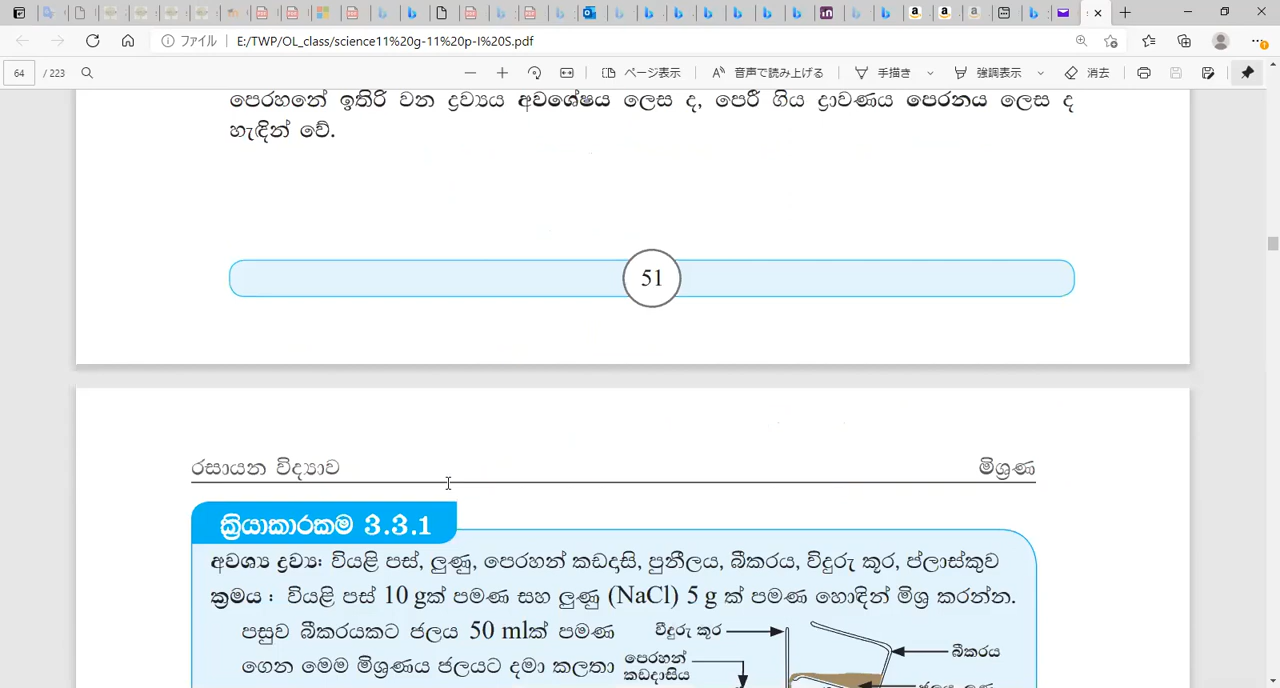 ファイル E:/TWP/OL_class/science11%20g-11%20p-I%20S.pdf
64 / 223 ページ表示 音声で読み上げる 手描き 強調表示 消去
පෙරහනේ ඉතිරි වන ද්‍රව්‍යය අවශේෂය ලෙස ද, පෙරී ගිය ද්‍රාවණය පෙරනය ලෙස ද
හැඳින් වේ.
51
රසායන විද්‍යාව මිශ්‍රණ
ක්‍රියාකාරකම 3.3.1
අවශ්‍ය ද්‍රව්‍ය: වියළි පස්, ලුණු, පෙරහන් කඩදාසි, පුනීලය, බීකරය, විදුරු කූර, ප්ලාස්කුව
ක්‍රමය : වියළි පස් 10 gක් පමණ සහ ලුණු (NaCl) 5 g ක් පමණ හොඳින් මිශ්‍ර කරන්න.
පසුව බීකරයකට ජලය 50 mlක් පමණ
ගෙන මෙම මිශ්‍රණය ජලයට දමා කලතා
වීදුරු කූර
බීකරය
පෙරහන්
කඩදාසිය